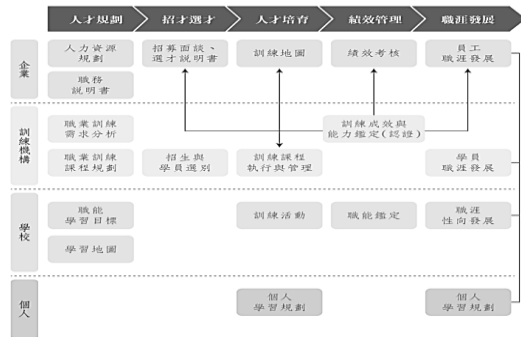 人才規劃
招才選才
人才培育
績效管理
職涯發展
企業
人力資源
規劃
招募面談、
選才說明書
訓練地圖
績效考核
員工
職涯發展
職務
說明書
訓練機構
職業訓練
需求分析
訓練成效與
能力鑑定(認證)
職業訓練
課程規劃
招生與
學員選別
訓練課程
執行與管理
學員
職涯發展
學校
職能
學習目標
訓練活動
職能鑑定
職涯
性向發展
學習地圖
個人
個人
學習規劃
個人
學習規劃